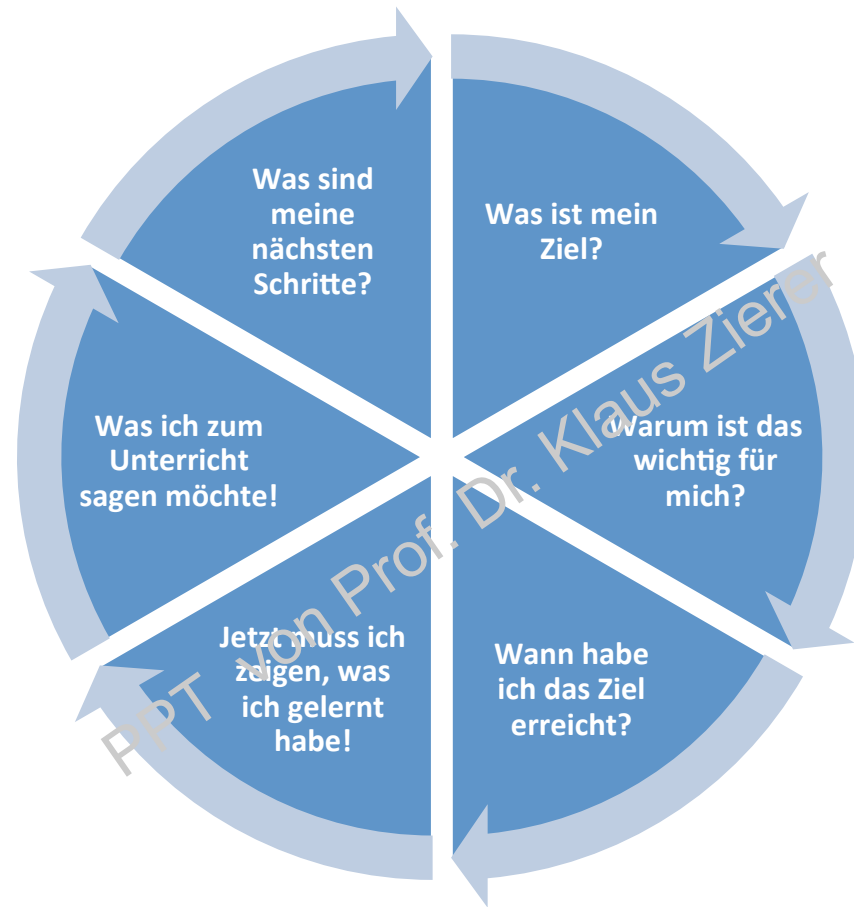 Was ist mein
Ziel?
Warum ist das
wichtig für
mich?
Wann habe
ich das Ziel
erreicht?
Jetzt muss ich
zeigen, was
ich gelernt
habe!
Was ich zum
Unterricht
sagen möchte!
Was sind
meine
nächsten
Schritte?
PPT von Prof. Dr. Klaus Zierer